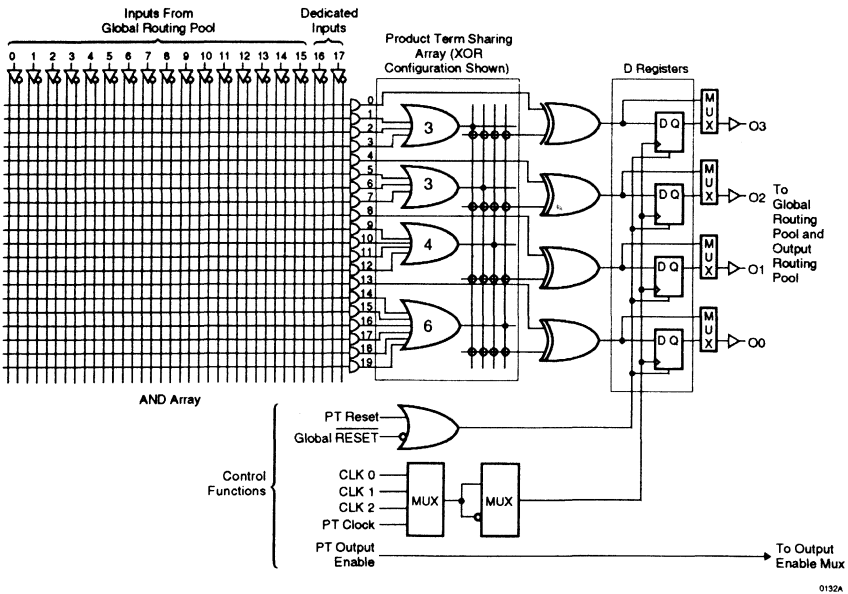 Inputs From
Global Routing Pool
Dedicated
Inputs
0 1 2 3 4 5 6 7 8 9 10 11 12 13 14 15 16 17
Product Term Sharing
Array (XOR
Configuration Shown)
D Registers
0
1
2
3
4
5
6
7
8
9
10
11
12
13
14
15
16
17
18
19
3
3
4
6
D Q
MUX
O3
D Q
MUX
O2
D Q
MUX
O1
D Q
MUX
O0
To
Global
Routing
Pool and
Output
Routing
Pool
AND Array
Control
Functions
PT Reset
Global RESET
CLK 0
CLK 1
CLK 2
PT Clock
MUX
MUX
PT Output
Enable
To Output
Enable Mux
0132A